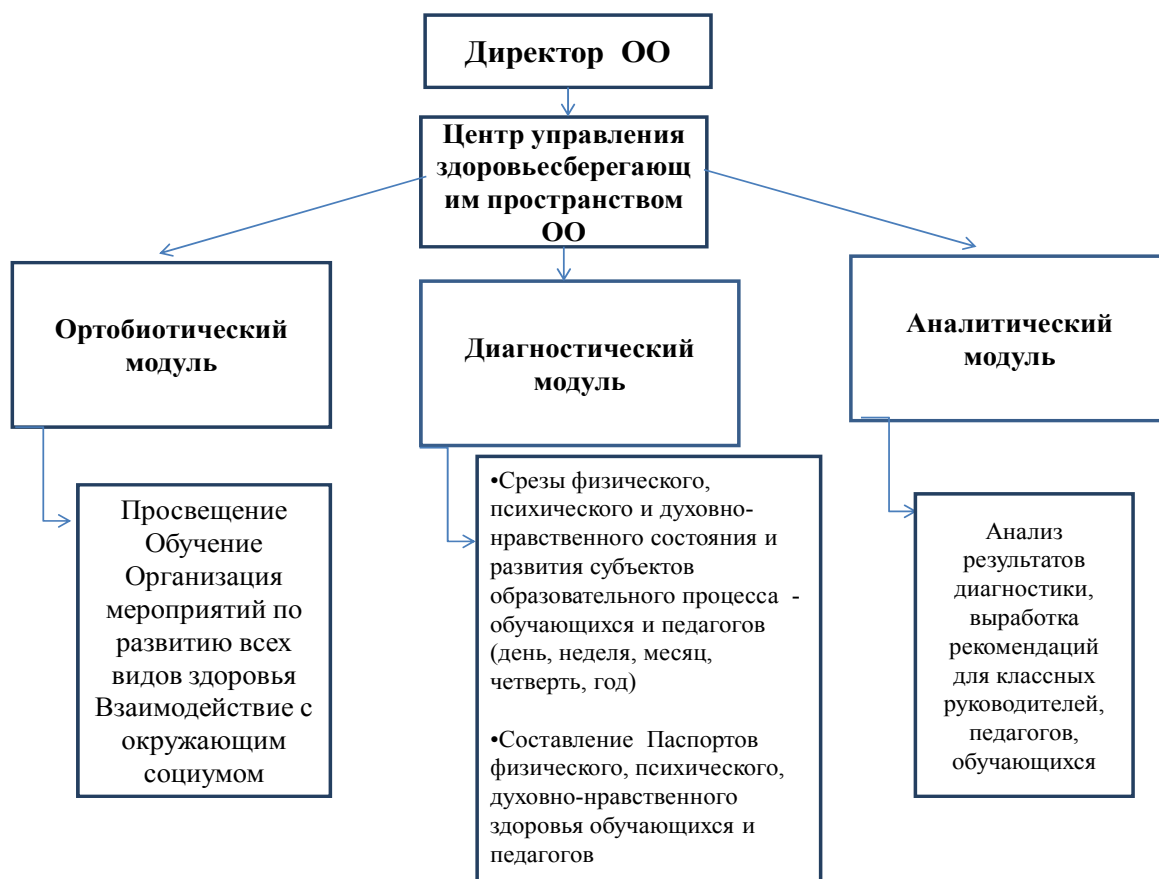 Директор ОО
Центр управления
здоровьесберегающ
им пространством
ОО
Ортобиотический
модуль
Диагностический
модуль
Аналитический
модуль
Просвещение
Обучение
Организация
мероприятий по
развитию всех
видов здоровья
Взаимодействие с
окружающим
социумом
•Срезы физического,
психического и духовно-
нравственного состояния и
развития субъектов
образовательного процесса -
обучающихся и педагогов
(день, неделя, месяц,
четверть, год)
•Составление Паспортов
физического, психического,
духовно-нравственного
здоровья обучающихся и
педагогов
Анализ
результатов
диагностики,
выработка
рекомендаций
для классных
руководителей,
педагогов,
обучающихся